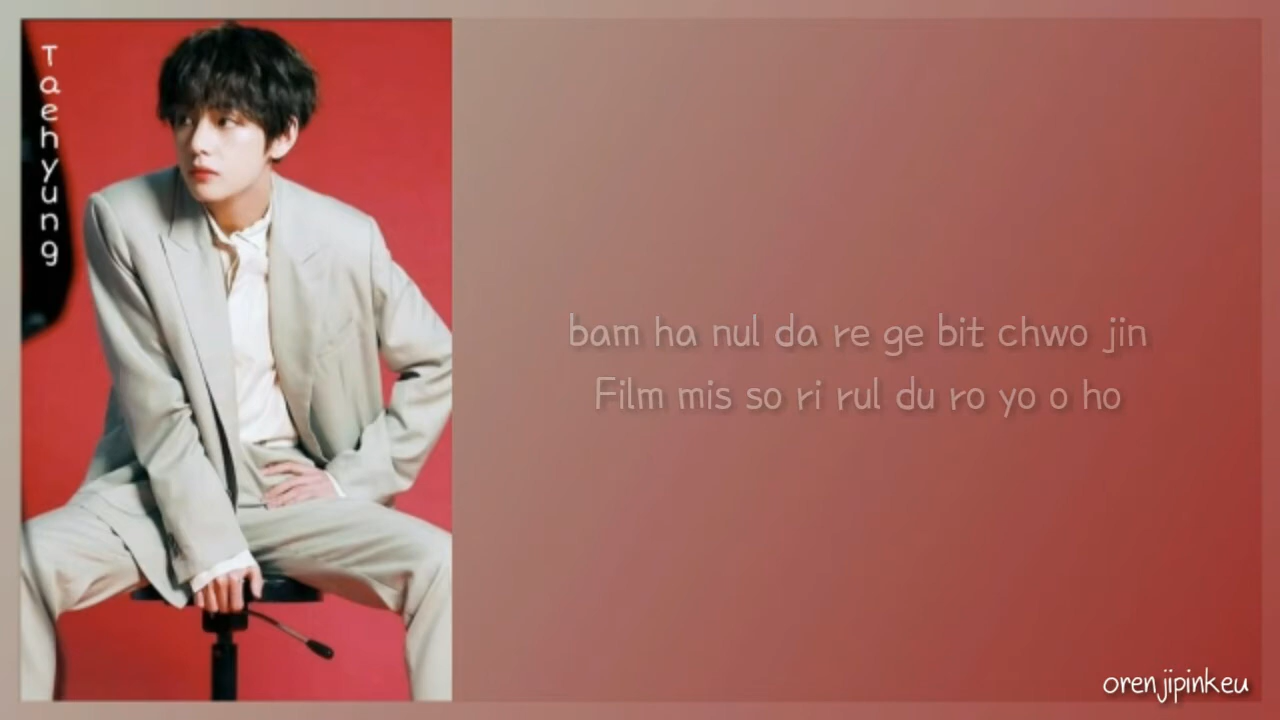 Taehyung
bam ha nul da re ge bit chwo jin
Film mis so ri rul du ro yo o ho
orenjipinkeu